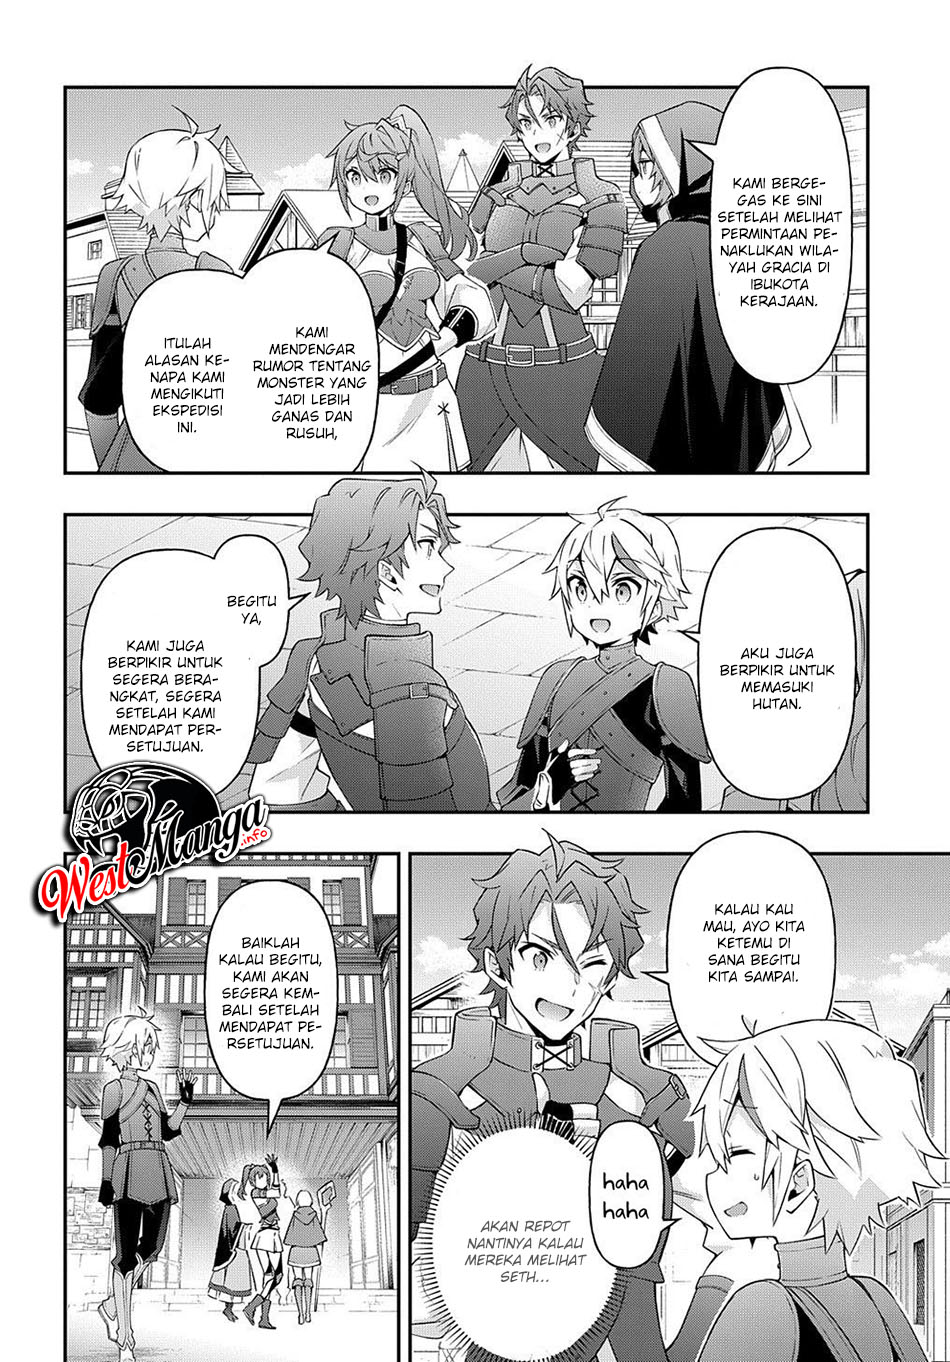 KAMI BERGE-
GAS KE SINI
SETELAH MELIHAT
PERMINTAAN PE-
NAKLUKAN WILA-
YAH GRACIA DI
IBUKOTA
KERAJAAN.
KAMI
MENDENGAR
RUMOR TENTANG
MONSTER YANG
JADI LEBIH
GANAS DAN
RUSUH,
ITULAH
ALASAN KE-
NAPA KAMI
MENGIKUTI
EKSPEDISI
INI.
AKU JUGA
BERPIKIR UNTUK
MEMASUKI
HUTAN.
BEGITU
YA,
KAMI JUGA
BERPIKIR UNTUK
SEGERA BERA-
NGKAT, SEGERA
SETELAH KAMI
MENDAPAT PER-
SETUJUAN.
WestManga
.info
KALAU KAU
MAU, AYO KITA
KETEMU DI
SANA BEGITU
KITA SAMPAI.
haha
haha
AKAN REPOT
NANTINYA KALAU
MEREKA MELIHAT
SETH...
BAIKLAH
KALAU BEGITU,
KAMI AKAN
SEGERA KEM-
BALI SETELAH
MENDAPAT PE-
RSETUJUAN.